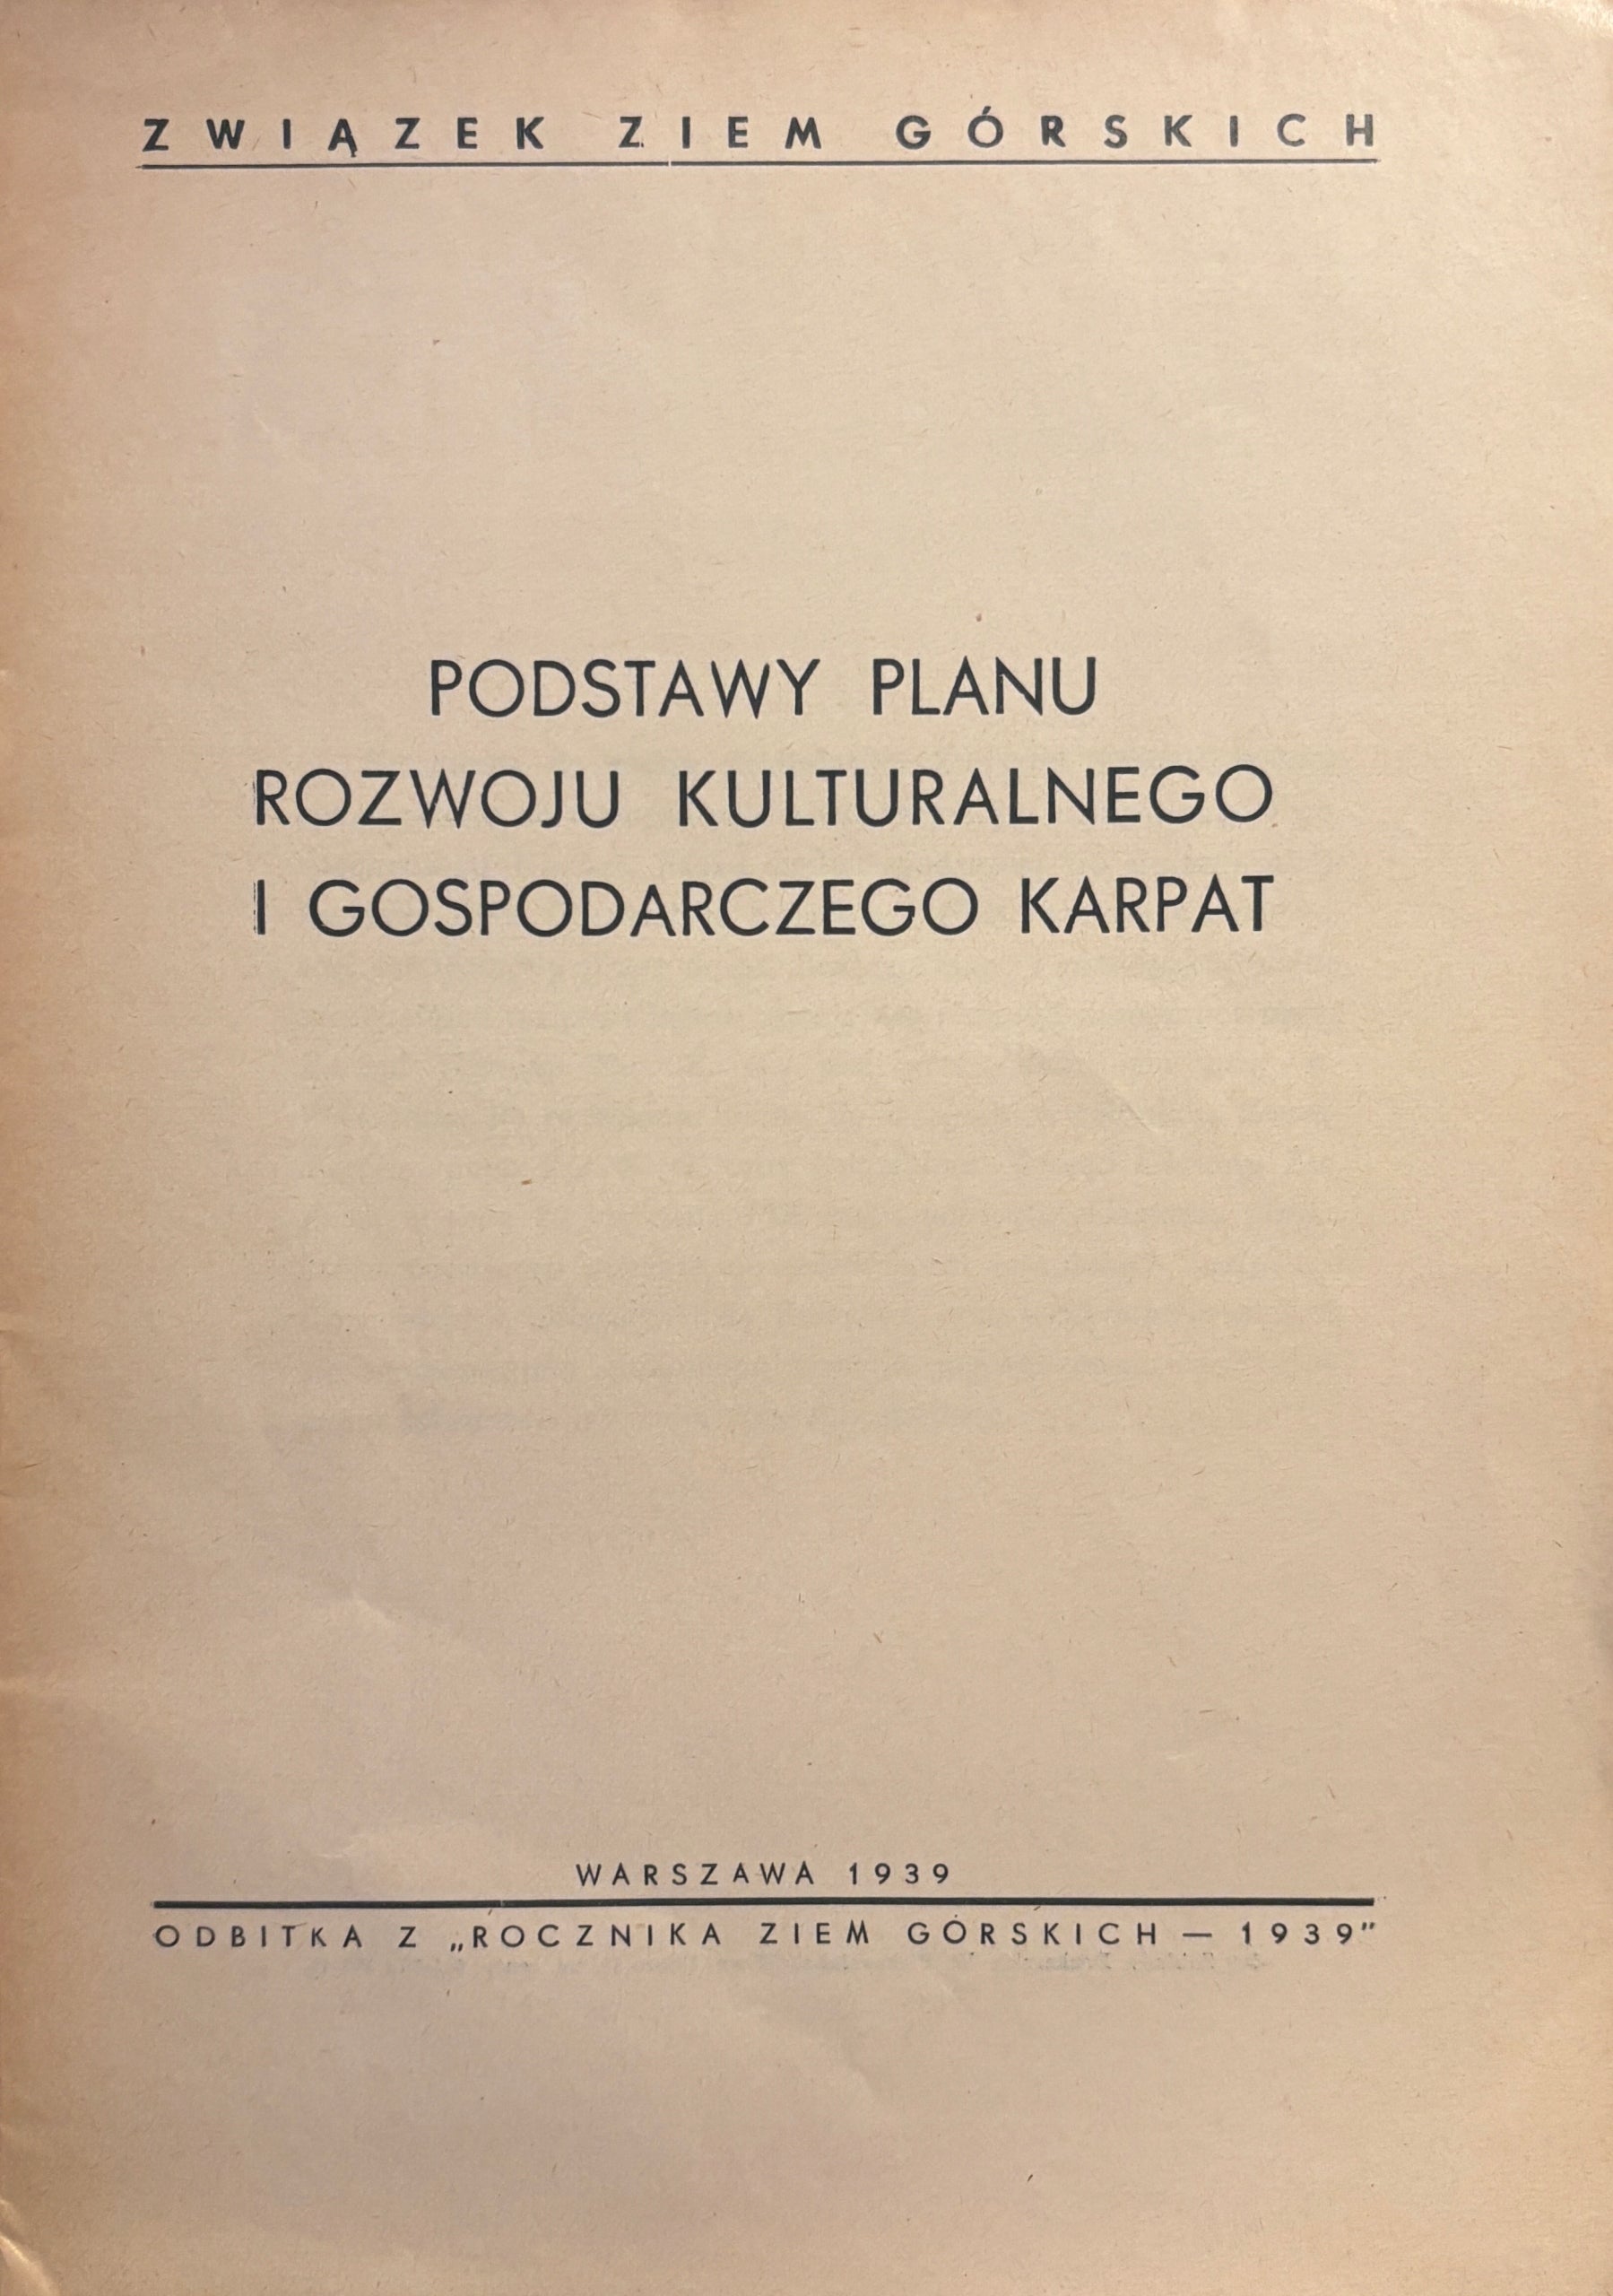 ZWIĄZEK ZIEM GÓRSKICH
PODSTAWY PLANU
ROZWOJU KULTURALNEGO
I GOSPODARCZEGO KARPAT
WARSZAWA 1939
ODBITKA Z „ROCZNIKA ZIEM GÓRSKICH — 1939"